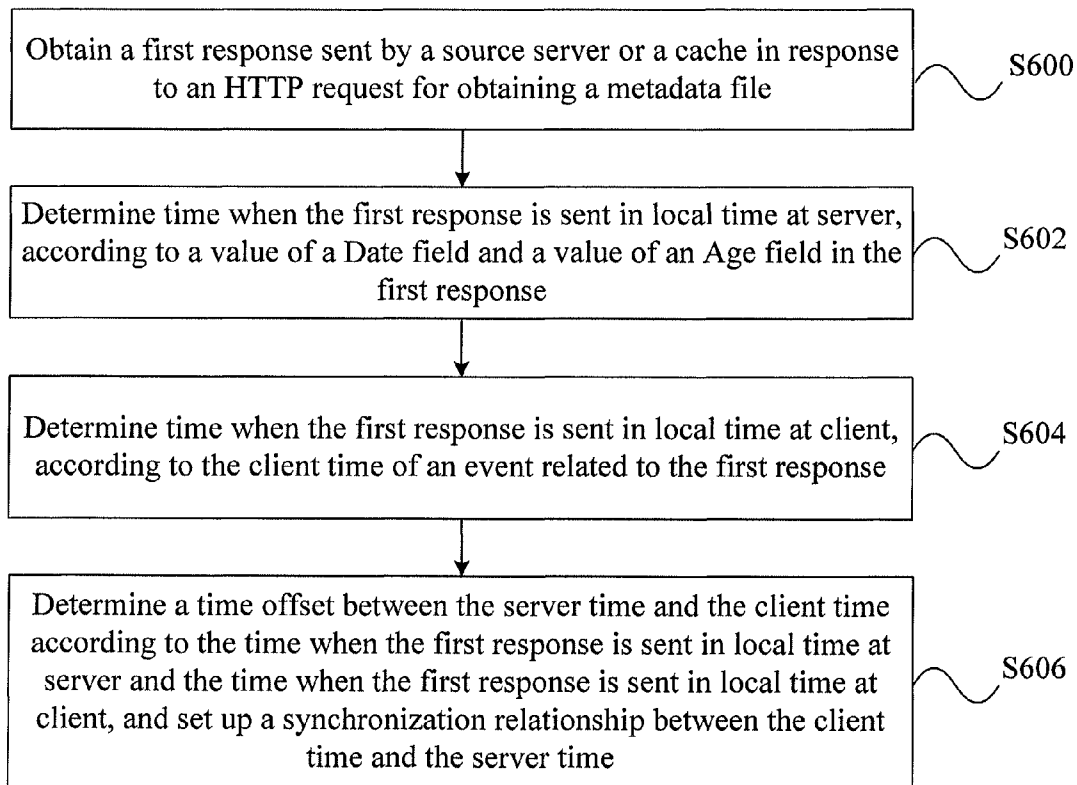 Obtain a first response sent by a source server or a cache in response
to an HTTP request for obtaining a metadata file
S600
Determine time when the first response is sent in local time at server,
according to a value of a Date field and a value of an Age field in the
first response
S602
Determine time when the first response is sent in local time at client,
according to the client time of an event related to the first response
S604
Determine a time offset between the server time and the client time
according to the time when the first response is sent in local time at
server and the time when the first response is sent in local time at
client, and set up a synchronization relationship between the client
time and the server time
S606